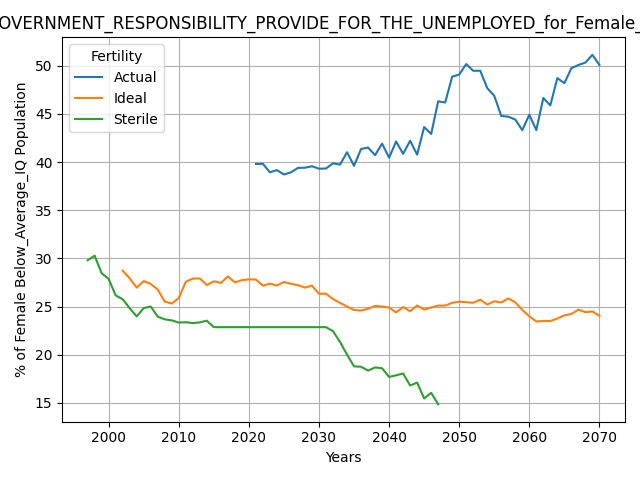 OVERNMENT_RESPONSIBILITY_PROVIDE_FOR_THE_UNEMPLOYED_for_Female_
Fertility
Actual
Ideal
Sterile
% of Female Below_Average_IQ Population
50
45
40
35
30
25
20
15
2000 2010 2020 2030 2040 2050 2060 2070
Years